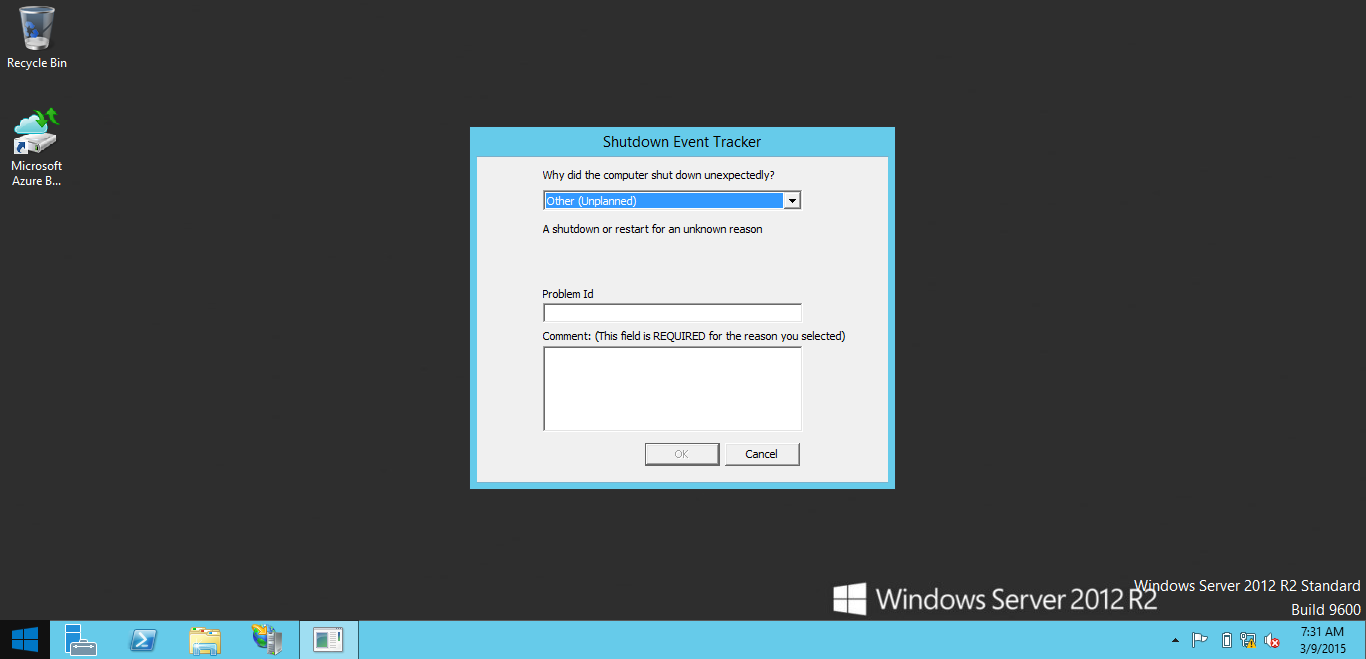 Recycle Bin
Microsoft
Azure B...
Shutdown Event Tracker
Why did the computer shut down unexpectedly?
Other (Unplanned)
A shutdown or restart for an unknown reason
Problem Id
Comment: (This field is REQUIRED for the reason you selected)
OK
Cancel
Windows Server 2012 R2
Windows Server 2012 R2 Standard
Build 9600
7:31 AM
3/9/2015